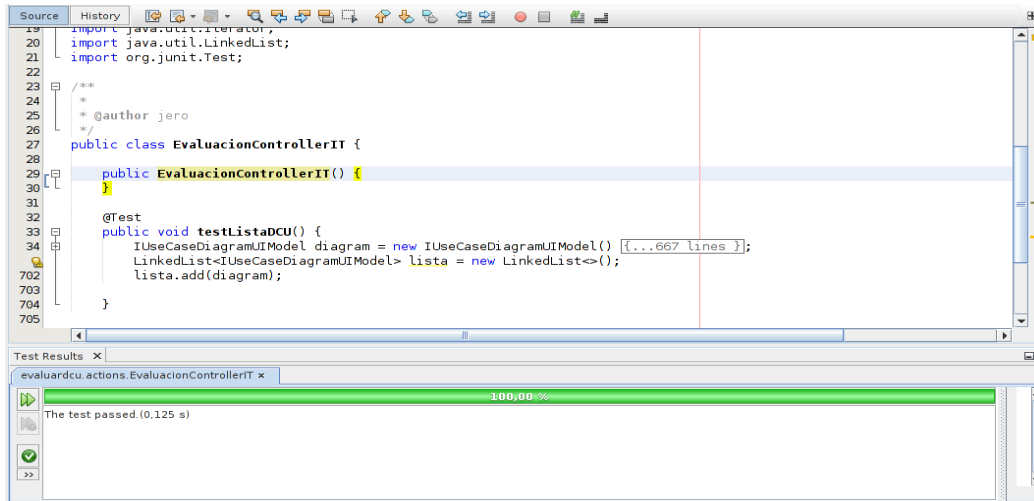 Source History
19 import java.util.Iterator;
20 import java.util.LinkedList;
21 import org.junit.Test;
22
23 /**
24 *
25 * @author jero
26 */
27 public class EvaluacionControllerIT {
28
29 public EvaluacionControllerIT() {
30 }
31
32 @Test
33 public void testListaDCU() {
34 IUseCaseDiagramUIModel diagram = new IUseCaseDiagramUIModel() {...667 lines };
LinkedList<IUseCaseDiagramUIModel> lista = new LinkedList<>();
702 lista.add(diagram);
703
704 }
705
Test Results ×
evaluardcu.actions.EvaluacionControllerIT ×
100,00 %
The test passed.(0,125 s)
>>